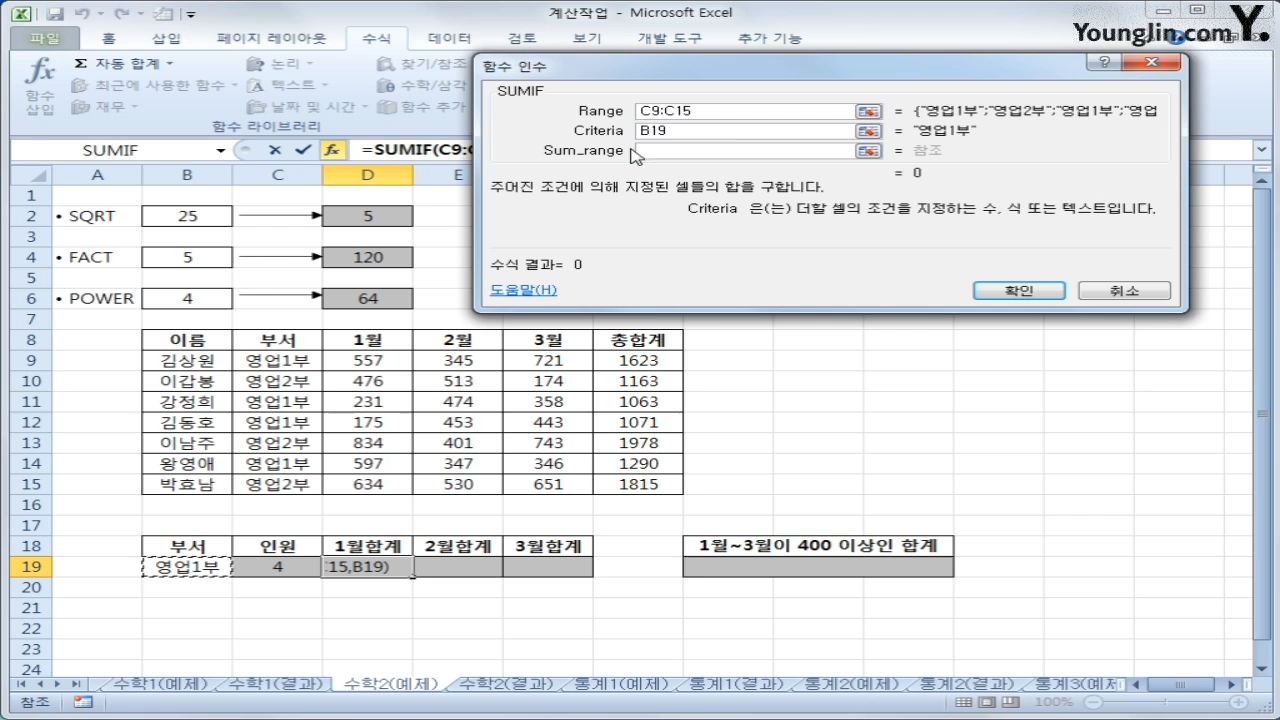 계산작업 - Microsoft Excel
Younglin.com Y.
파일 홈 삽입 페이지 레이아웃 수식 데이터 검토 보기 개발 도구 추가 기능
fx 함수 삽입
Σ 자동 합계
최근에 사용한 함수
재무
논리
텍스트
날짜 및 시간
찾기/참조
수학/삼각
함수 추가
함수 라이브러리
SUMIF fx =SUMIF(C9:C
함수 인수
SUMIF
Range C9:C15 = {"영업1부";"영업2부";"영업1부";"영업
Criteria B19 = "영업1부"
Sum_range = 참조
= 0
주어진 조건에 의해 지정된 셀들의 합을 구합니다.
Criteria 은(는) 더할 셀의 조건을 지정하는 수, 식 또는 텍스트입니다.
수식 결과= 0
도움말(H) 확인 취소
A B C D E
1
2 • SQRT 25 5
3
4 • FACT 5 120
5
6 • POWER 4 64
7
8 이름 부서 1월 2월 3월 총합계
9 김상원 영업1부 557 345 721 1623
10 이갑봉 영업2부 476 513 174 1163
11 강정희 영업1부 231 474 358 1063
12 김동호 영업1부 175 453 443 1071
13 이남주 영업2부 834 401 743 1978
14 왕영애 영업1부 597 347 346 1290
15 박효남 영업2부 634 530 651 1815
16
17
18 부서 인원 1월합계 2월합계 3월합계 1월~3월이 400 이상인 합계
19 영업1부 4 :15,B19)
20
21
22
23
24
수학1(예제) 수학1(결과) 수학2(예제) 수학2(결과) 통계1(예제) 통계1(결과) 통계2(예제) 통계2(결과) 통계3(예제
참조 100%